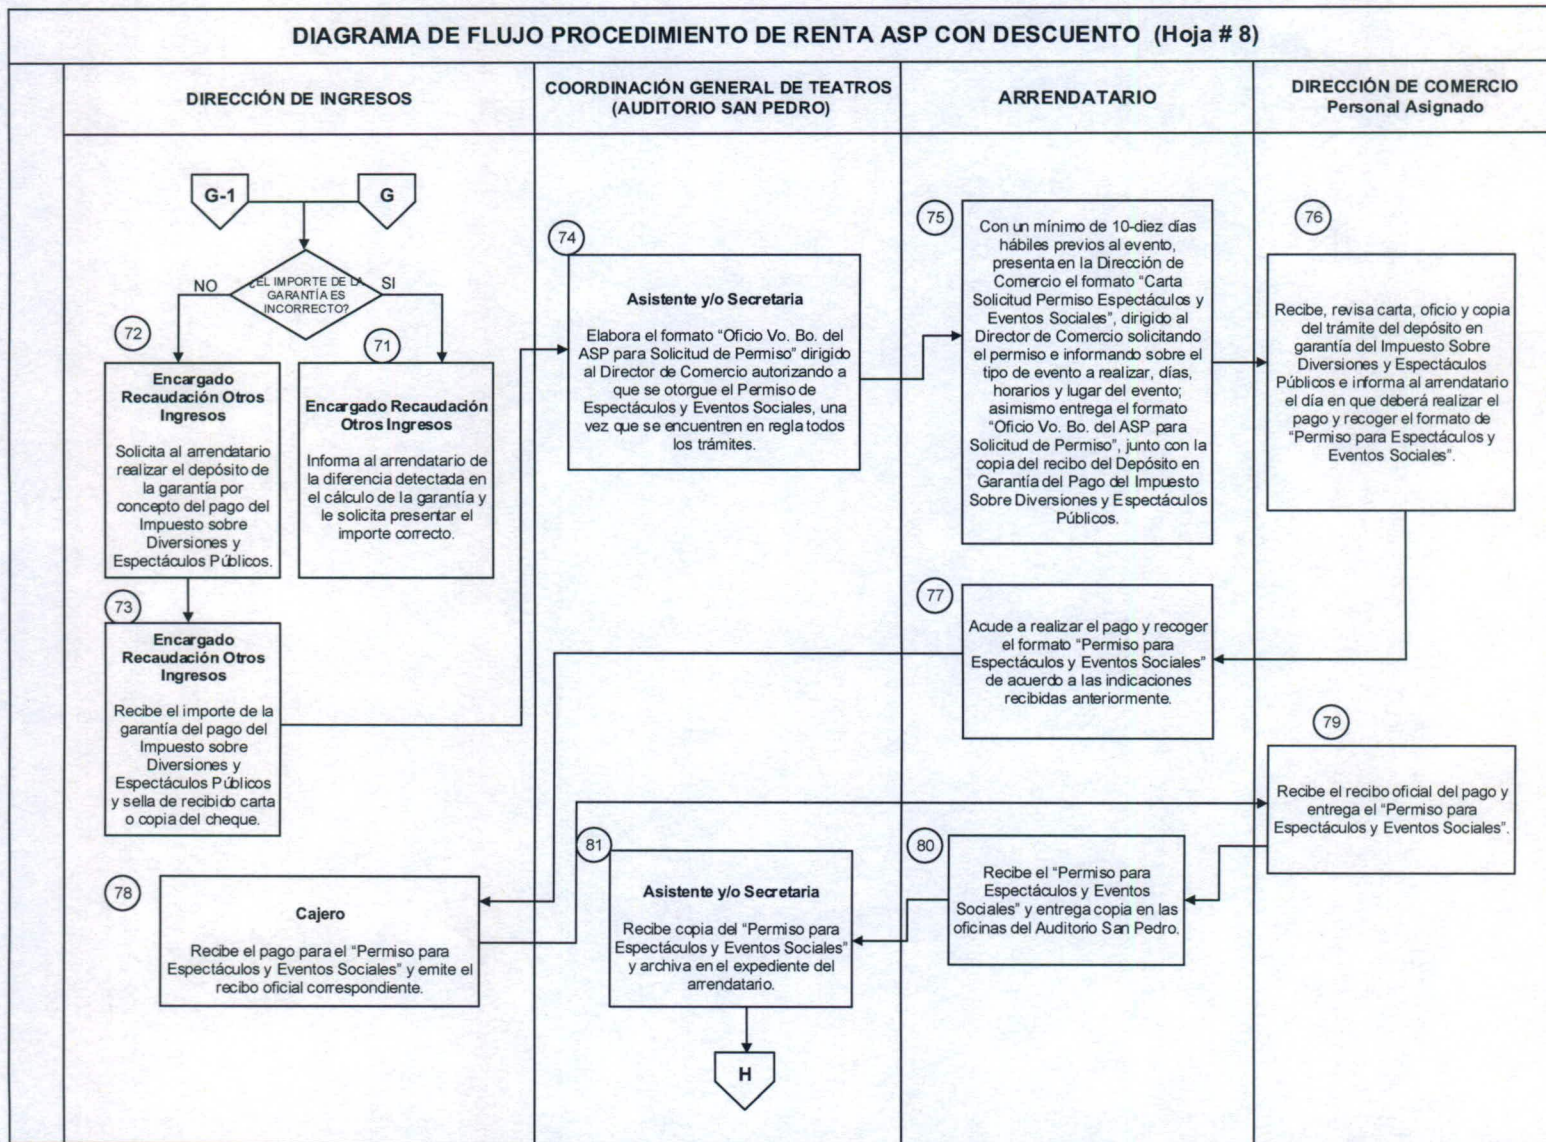 DIAGRAMA DE FLUJO PROCEDIMIENTO DE RENTA ASP CON DESCUENTO (Hoja # 8)
DIRECCIÓN DE INGRESOS
COORDINACIÓN GENERAL DE TEATROS
(AUDITORIO SAN PEDRO)
ARRENDATARIO
DIRECCIÓN DE COMERCIO
Personal Asignado
G-1
G
¿EL IMPORTE DE LA
GARANTÍA ES
INCORRECTO?
NO
SI
72
Encargado
Recaudación Otros
Ingresos
Solicita al arrendatario
realizar el depósito de
la garantía por
concepto del pago del
Impuesto sobre
Diversiones y
Espectáculos Públicos.
71
Encargado Recaudación
Otros Ingresos
Informa al arrendatario de
la diferencia detectada en
el cálculo de la garantía y
le solicita presentar el
importe correcto.
73
Encargado
Recaudación Otros
Ingresos
Recibe el importe de la
garantía del pago del
Impuesto sobre
Diversiones y
Espectáculos Públicos
y sella de recibido carta
o copia del cheque.
74
Asistente y/o Secretaria
Elabora el formato “Oficio Vo. Bo. del
ASP para Solicitud de Permiso” dirigido
al Director de Comercio autorizando a
que se otorgue el Permiso de
Espectáculos y Eventos Sociales, una
vez que se encuentren en regla todos
los trámites.
75
Con un mínimo de 10-diez días
hábiles previos al evento,
presenta en la Dirección de
Comercio el formato “Carta
Solicitud Permiso Espectáculos y
Eventos Sociales”, dirigido al
Director de Comercio solicitando
el permiso e informando sobre el
tipo de evento a realizar, días,
horarios y lugar del evento;
asimismo entrega el formato
“Oficio Vo. Bo. del ASP para
Solicitud de Permiso”, junto con la
copia del recibo del Depósito en
Garantía del Pago del Impuesto
Sobre Diversiones y Espectáculos
Públicos.
76
Recibe, revisa carta, oficio y copia
del trámite del depósito en
garantía del Impuesto Sobre
Diversiones y Espectáculos
Públicos e informa al arrendatario
el día en que deberá realizar el
pago y recoger el formato de
“Permiso para Espectáculos y
Eventos Sociales”.
77
Acude a realizar el pago y recoger
el formato “Permiso para
Espectáculos y Eventos Sociales”
de acuerdo a las indicaciones
recibidas anteriormente.
78
Cajero
Recibe el pago para el “Permiso para
Espectáculos y Eventos Sociales” y emite el
recibo oficial correspondiente.
79
Recibe el recibo oficial del pago y
entrega el “Permiso para
Espectáculos y Eventos Sociales”.
80
Recibe el “Permiso para
Espectáculos y Eventos
Sociales” y entrega copia en las
oficinas del Auditorio San Pedro.
81
Asistente y/o Secretaria
Recibe copia del “Permiso para
Espectáculos y Eventos Sociales”
y archiva en el expediente del
arrendatario.
H